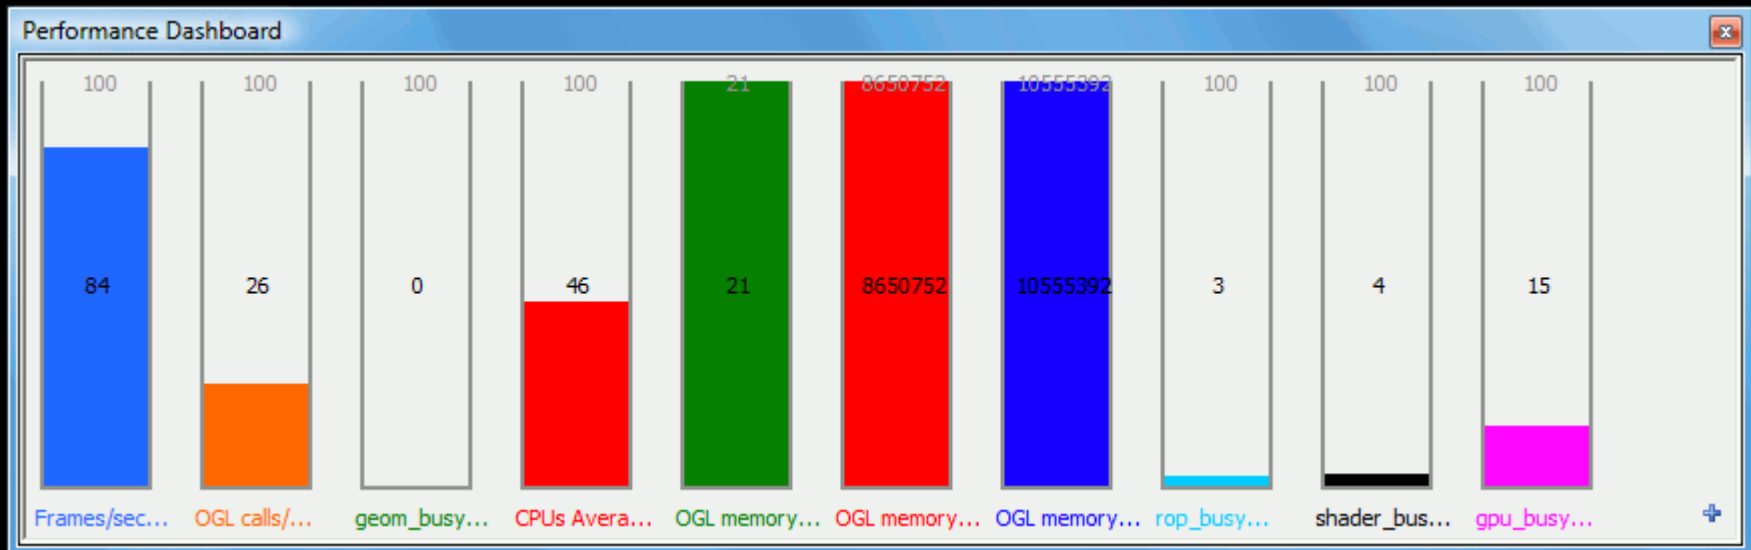 Performance Dashboard
100 100 100 100 21 8650752 10555392 100 100 100
84 26 0 46 21 8650752 10555392 3 4 15
Frames/sec... OGL calls/... geom_busy... CPUs Avera... OGL memory... OGL memory... OGL memory... rop_busy... shader_bus... gpu_busy...